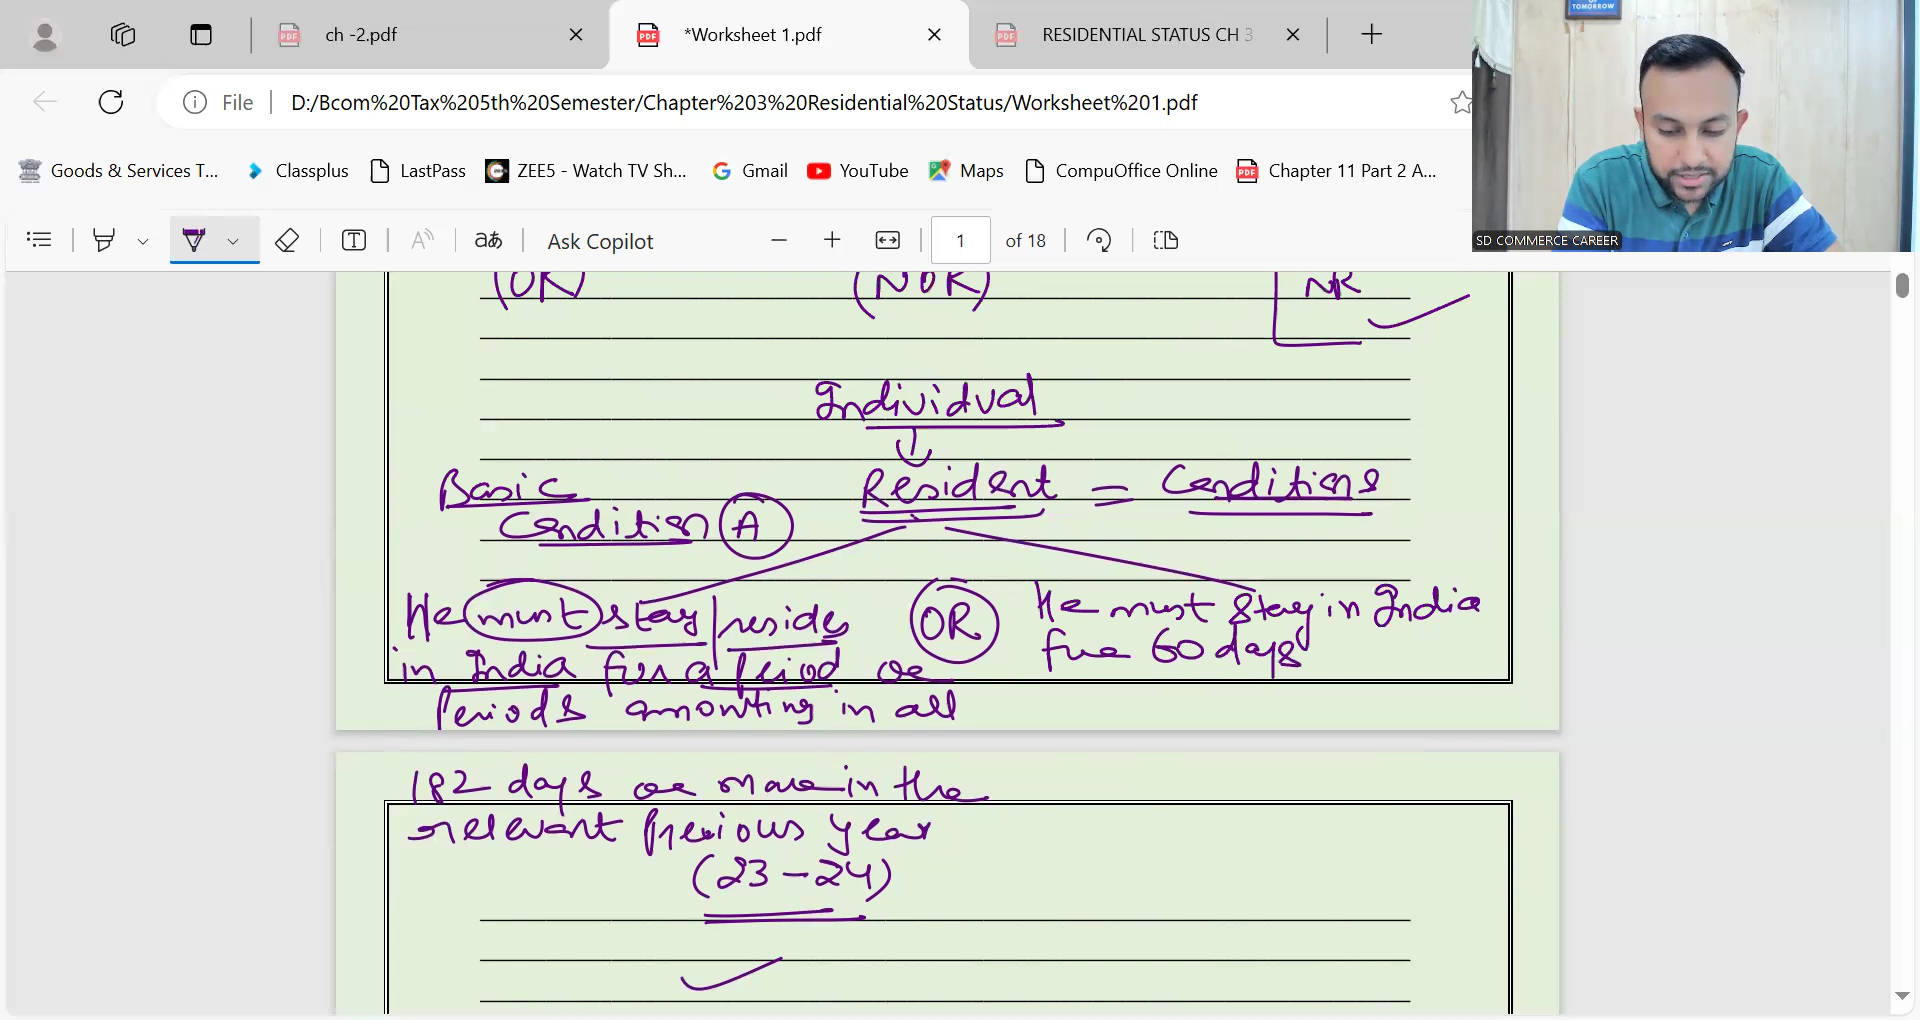 OF TOMORROW
ch -2.pdf
*Worksheet 1.pdf
RESIDENTIAL STATUS CH 3
File
D:/Bcom%20Tax%205th%20Semester/Chapter%203%20Residential%20Status/Worksheet%201.pdf
Goods & Services T...
Classplus
LastPass
ZEE5 - Watch TV Sh...
Gmail
YouTube
Maps
CompuOffice Online
Chapter 11 Part 2 A...
Ask Copilot
1 of 18
SD COMMERCE CAREER
(OR) (NOR) NR
Individual
Basic Resident = Conditions
Condition A
He must stay/reside OR He must stay in India
in India for a period or for 60 days
Periods amounting in all
182 days or more in the
relevant Previous year
(23-24)